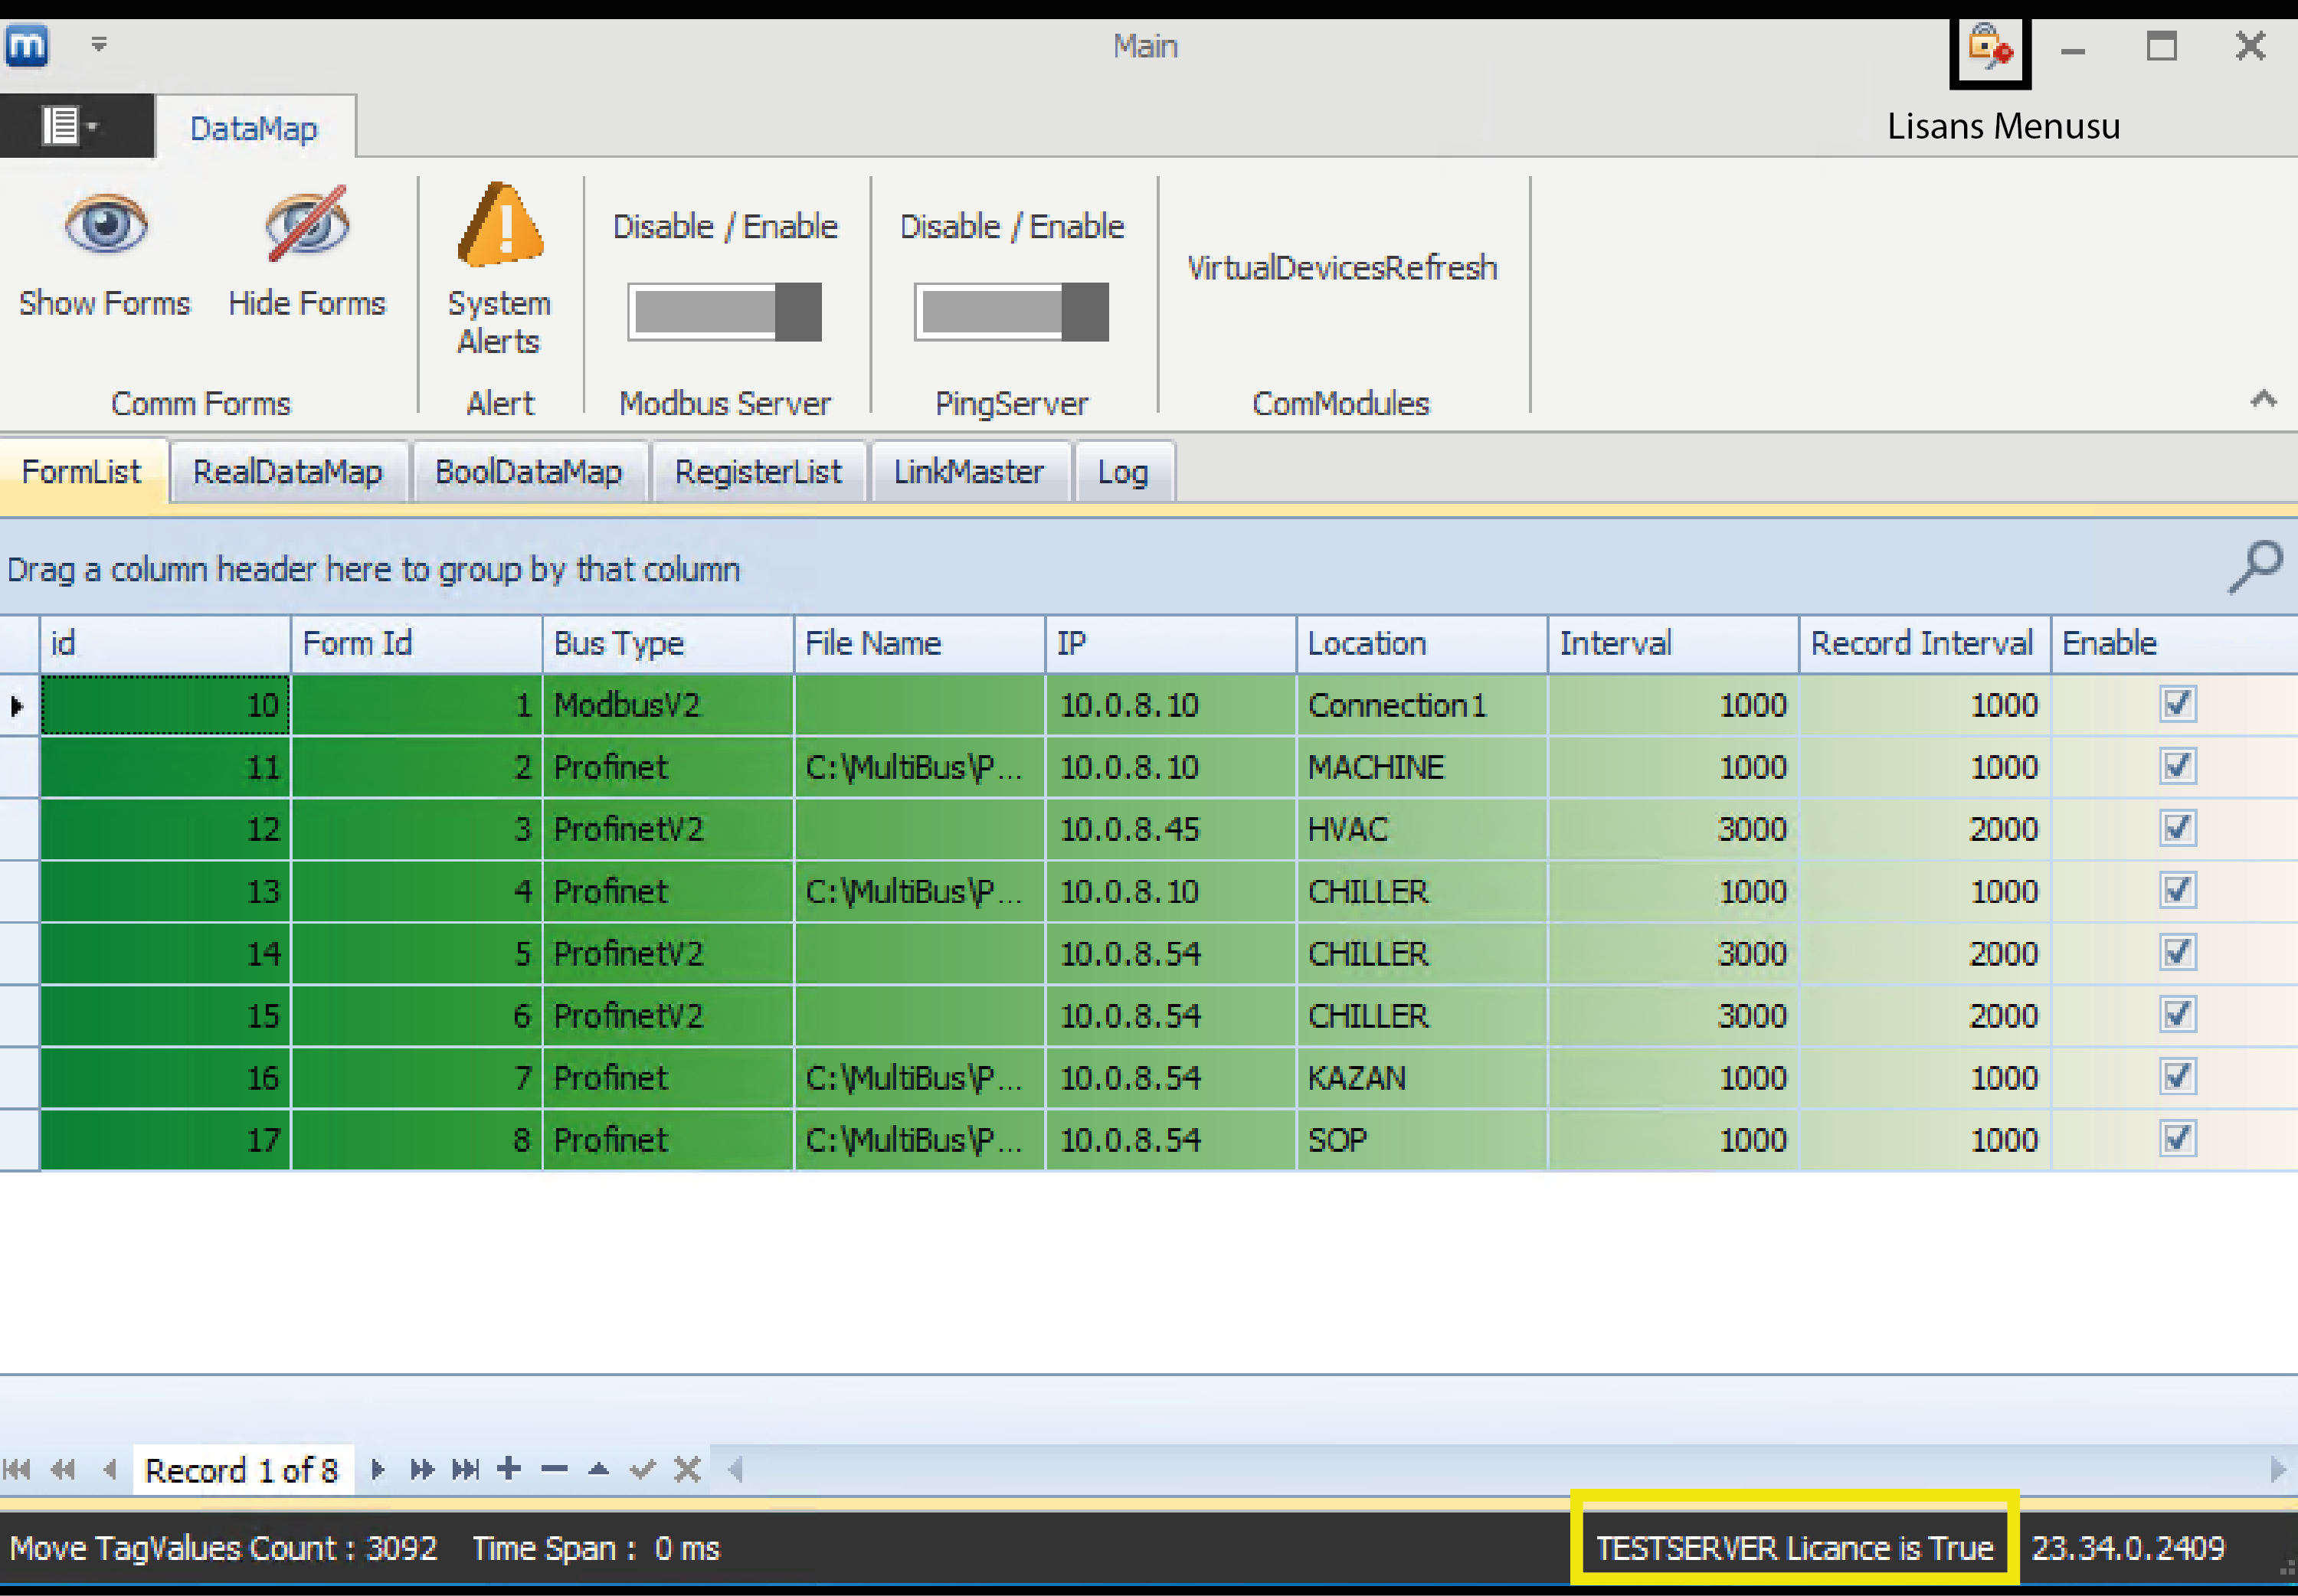 m
Main
Lisans Menusu
DataMap
Show Forms
Hide Forms
Comm Forms
System
Alerts
Alert
Disable / Enable
Modbus Server
Disable / Enable
PingServer
VirtualDevicesRefresh
ComModules
FormList RealDataMap BoolDataMap RegisterList LinkMaster Log
Drag a column header here to group by that column
id Form Id Bus Type File Name IP Location Interval Record Interval Enable
10 1 ModbusV2 10.0.8.10 Connection1 1000 1000
11 2 Profinet C:\MultiBus\P... 10.0.8.10 MACHINE 1000 1000
12 3 ProfinetV2 10.0.8.45 HVAC 3000 2000
13 4 Profinet C:\MultiBus\P... 10.0.8.10 CHILLER 1000 1000
14 5 ProfinetV2 10.0.8.54 CHILLER 3000 2000
15 6 ProfinetV2 10.0.8.54 CHILLER 3000 2000
16 7 Profinet C:\MultiBus\P... 10.0.8.54 KAZAN 1000 1000
17 8 Profinet C:\MultiBus\P... 10.0.8.54 SOP 1000 1000
Record 1 of 8
Move TagValues Count : 3092 Time Span : 0 ms TESTSERVER Licance is True 23.34.0.2409